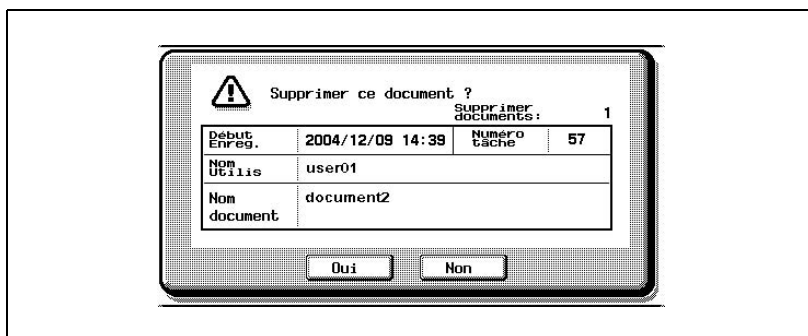 Supprimer ce document ?
Supprimer
documents: 1
Début
Enreg. 2004/12/09 14:39 Numéro
tâche 57
Nom
Utilis user01
Nom
document document2
Oui Non